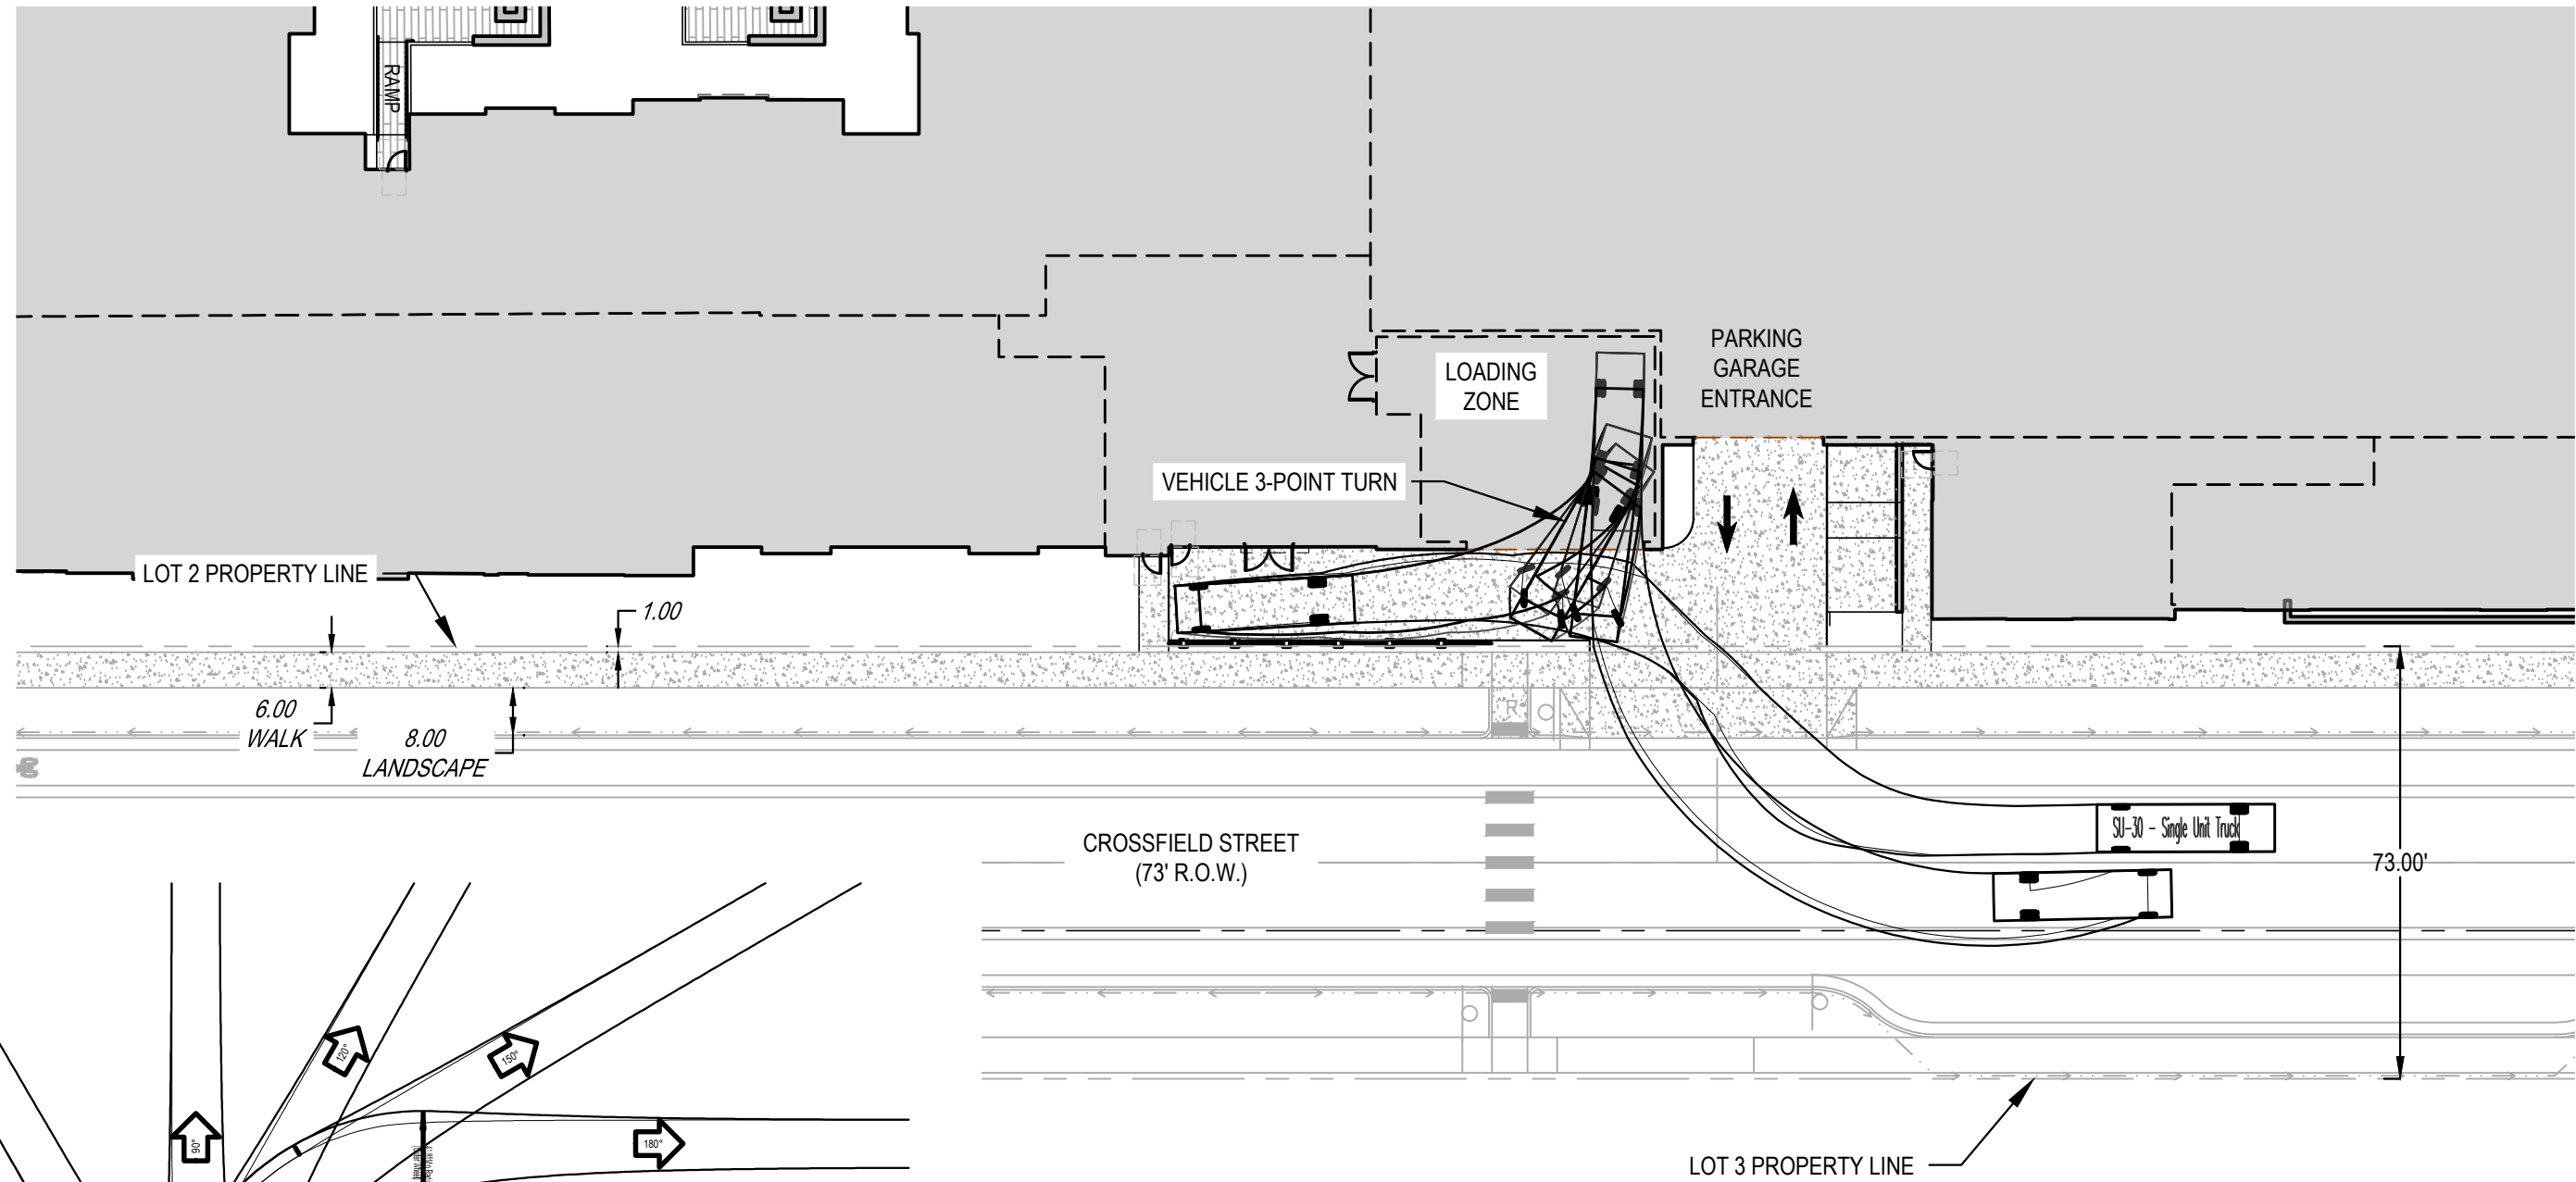 RAMP
PARKING
GARAGE
ENTRANCE
LOADING
ZONE
VEHICLE 3-POINT TURN
LOT 2 PROPERTY LINE
1.00
6.00
WALK
8.00
LANDSCAPE
R
CROSSFIELD STREET
(73' R.O.W.)
SU-30 - Single Unit Truck
73.00'
120°
150°
90°
180°
LOT 3 PROPERTY LINE